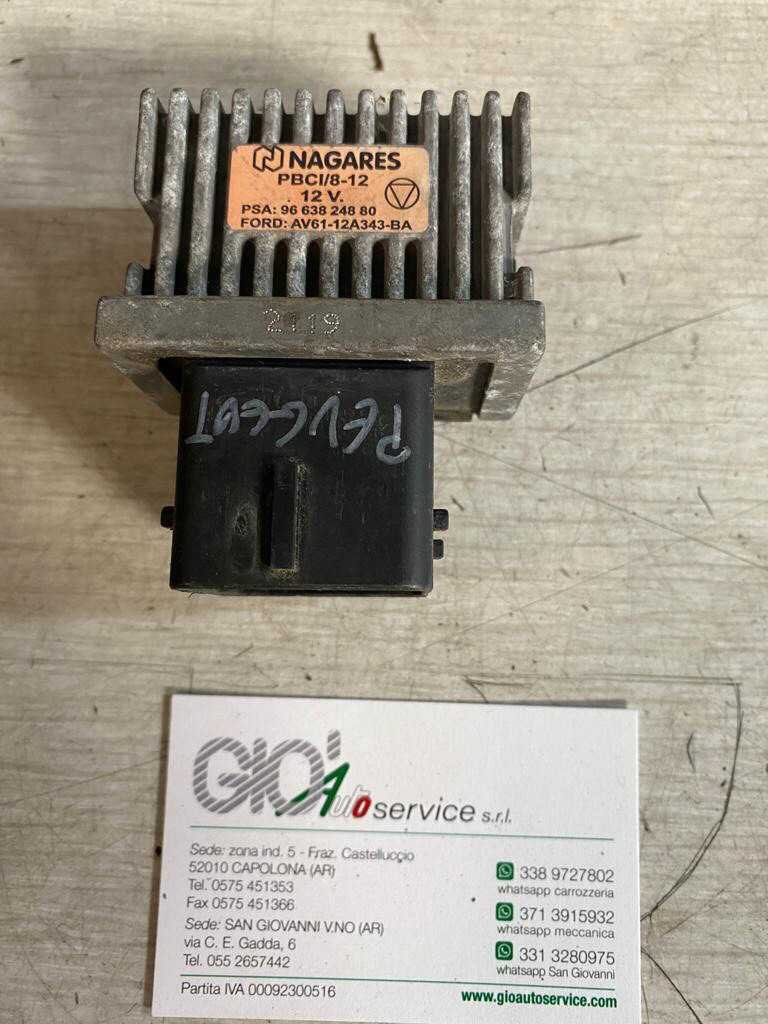 NAGARES
PBCI/8-12
12 V.
PSA: 96 638 248 80
FORD: AV61-12A343-BA
2119
PEUGEOT
GIO' Auto service s.r.l.
Sede: zona ind. 5 - Fraz. Castelluccio
52010 CAPOLONA (AR)
Tel. 0575 451353
Fax 0575 451366
Sede: SAN GIOVANNI V.NO (AR)
via C. E. Gadda, 6
Tel. 055 2657442
Partita IVA 00092300516
338 9727802
whatsapp carrozzeria
371 3915932
whatsapp meccanica
331 3280975
whatsapp San Giovanni
www.gioautoservice.com